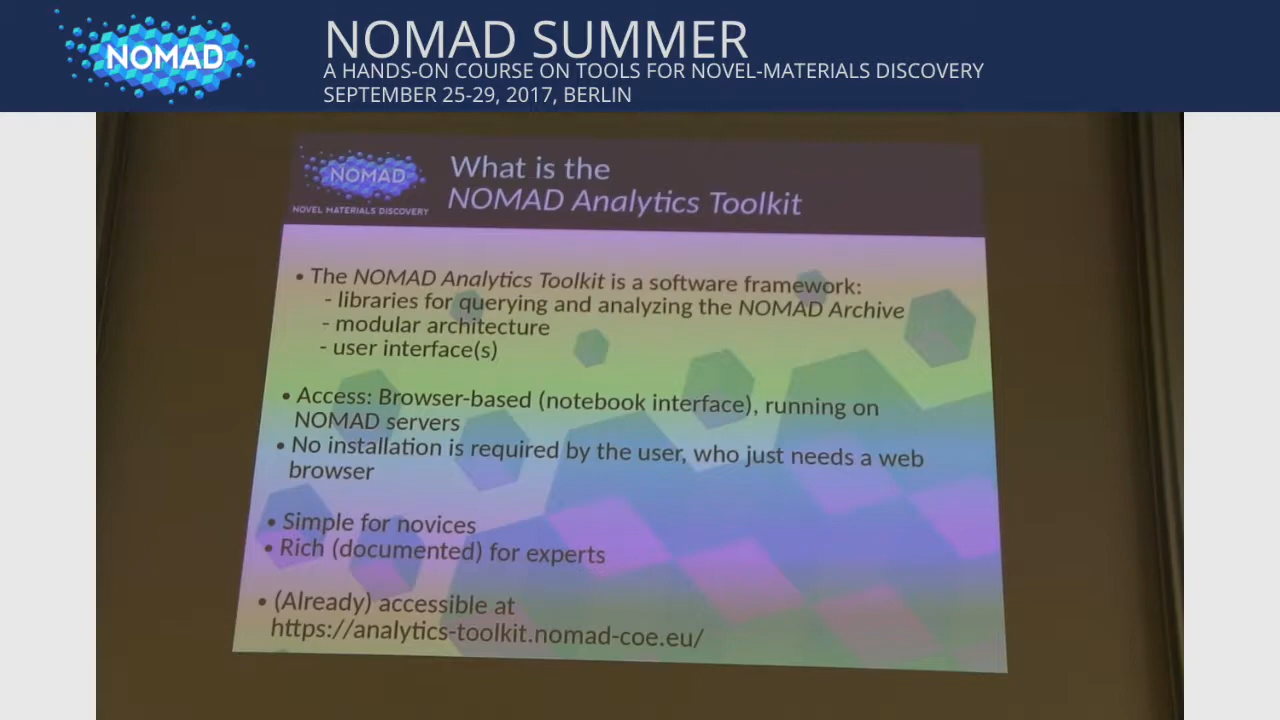 NOMAD
NOMAD SUMMER
A HANDS-ON COURSE ON TOOLS FOR NOVEL-MATERIALS DISCOVERY
SEPTEMBER 25-29, 2017, BERLIN
NOMAD
NOVEL MATERIALS DISCOVERY
What is the
NOMAD Analytics Toolkit
• The NOMAD Analytics Toolkit is a software framework:
- libraries for querying and analyzing the NOMAD Archive
- modular architecture
- user interface(s)
• Access: Browser-based (notebook interface), running on
NOMAD servers
• No installation is required by the user, who just needs a web
browser
• Simple for novices
• Rich (documented) for experts
• (Already) accessible at
https://analytics-toolkit.nomad-coe.eu/